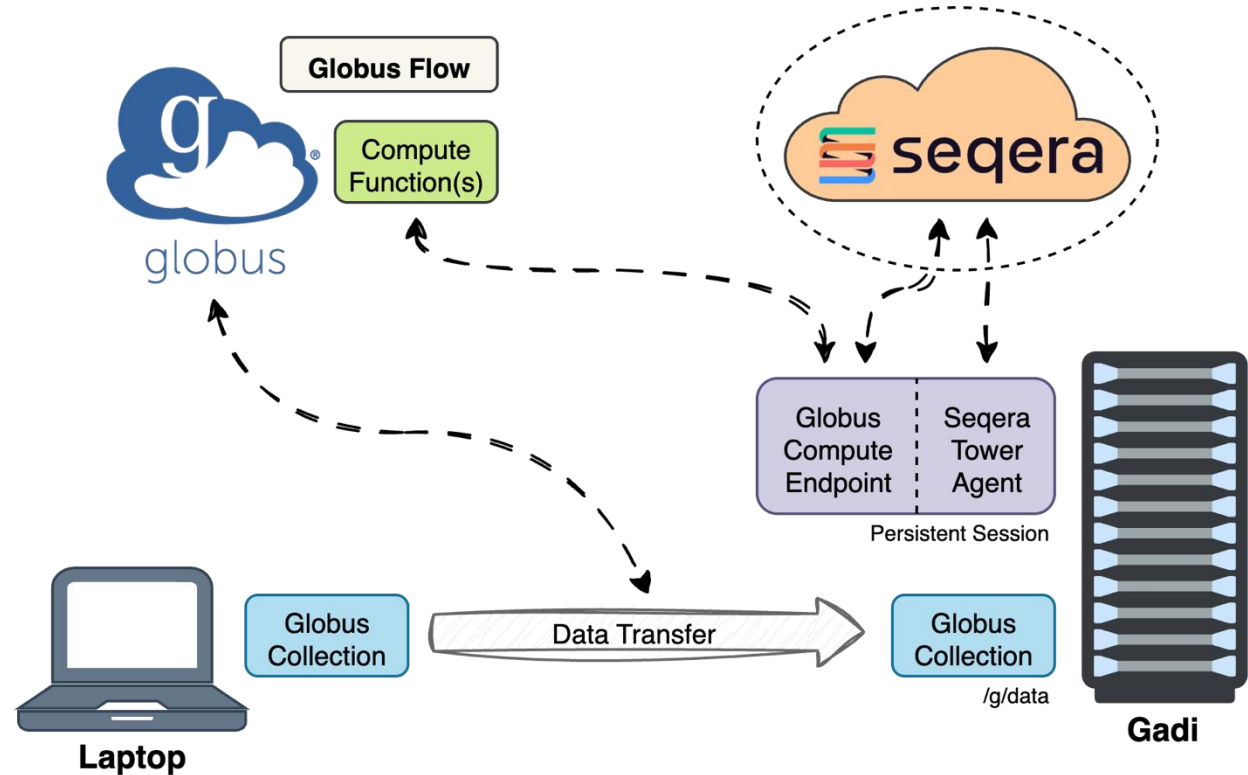 Globus Flow
g
®
globus
Compute
Function(s)
seqera
Globus
Compute
Endpoint
Seqera
Tower
Agent
Persistent Session
Globus
Collection
Data Transfer
Globus
Collection
/g/data
Laptop
Gadi